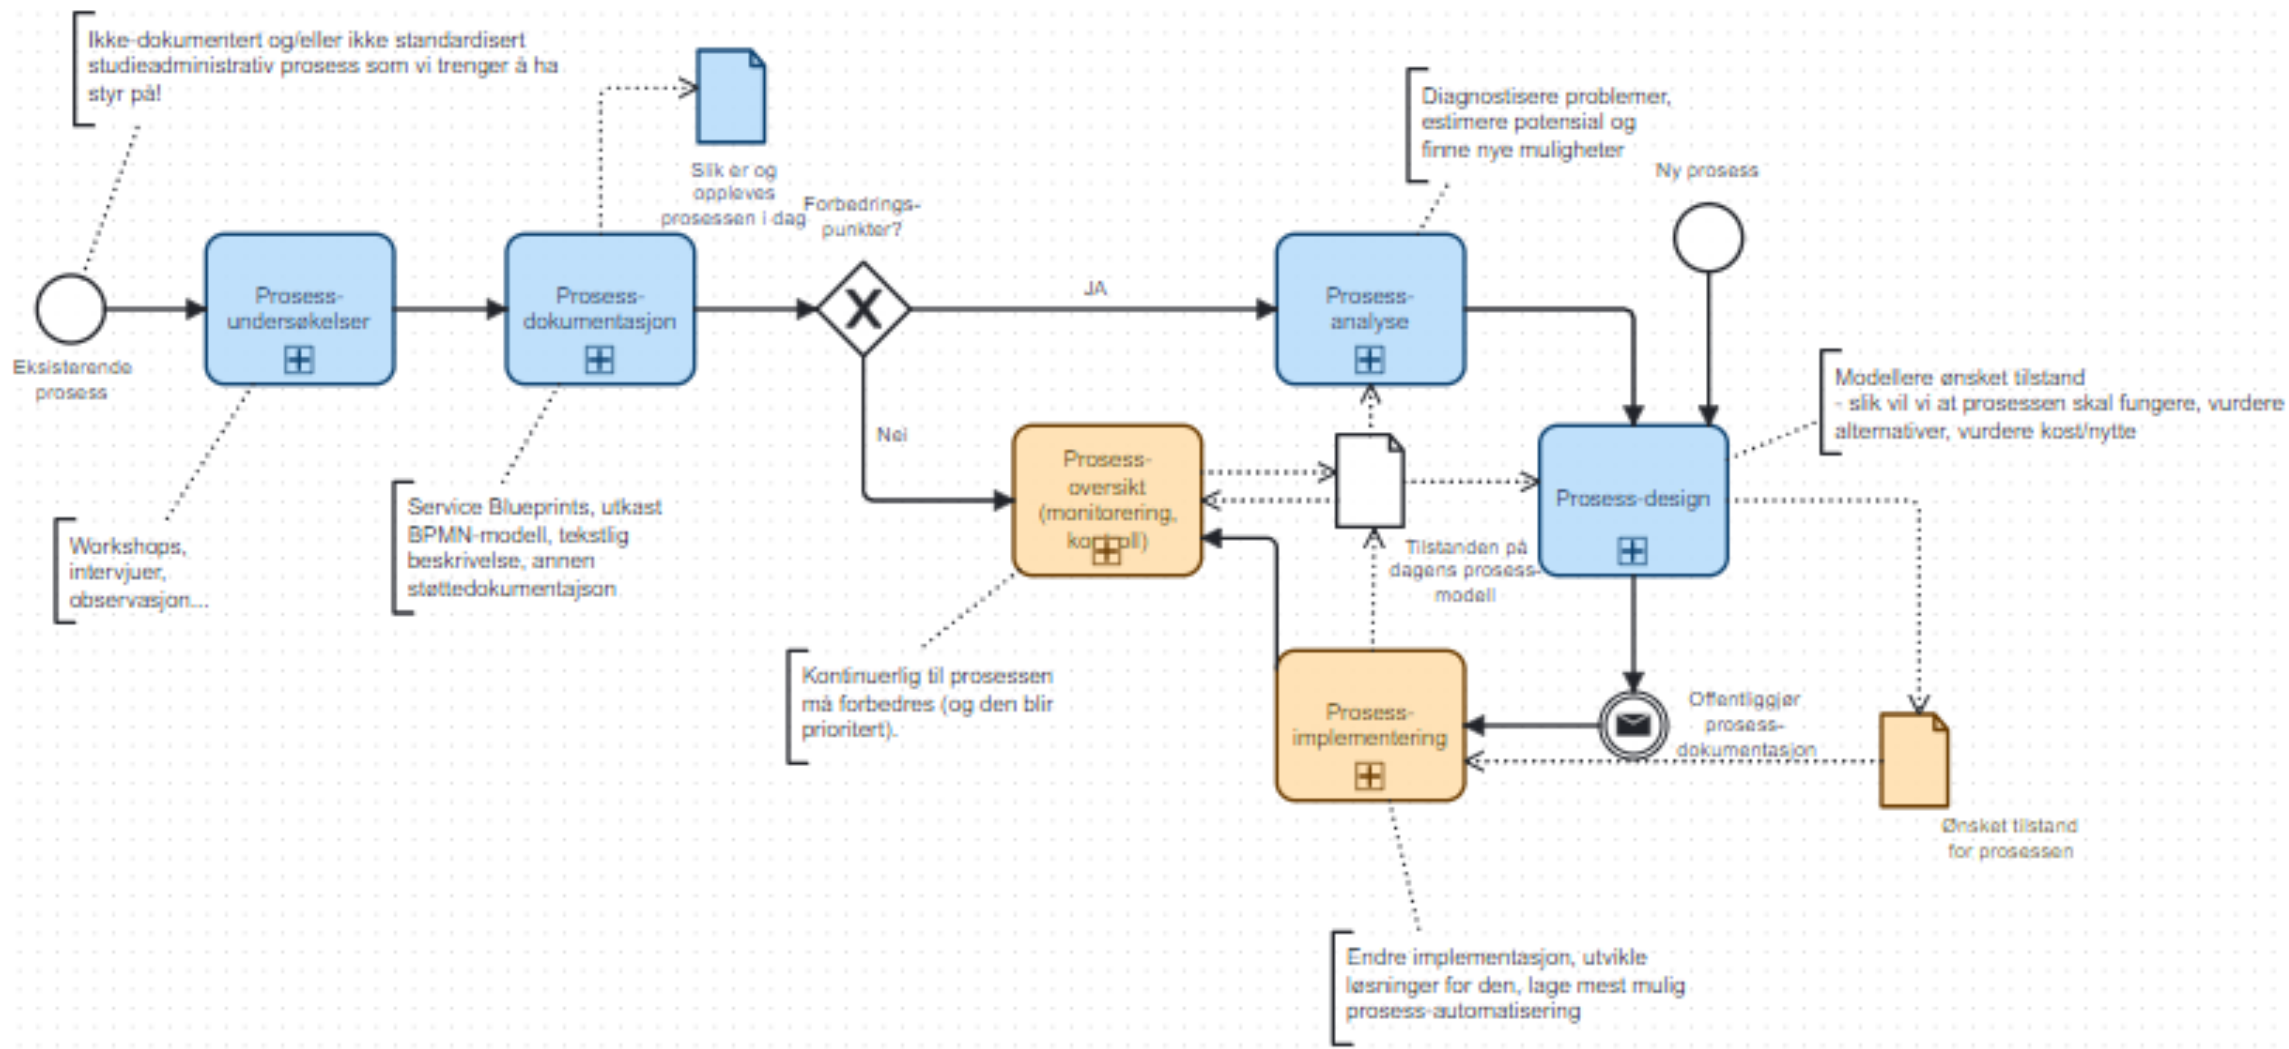 Ikke-dokumentert og/eller ikke standardisert
studieadministrativ prosess som vi trenger å ha
styr på!
Slik er og
oppleves
prosessen i dag
Forbedrings-
punkter?
Diagnostisere problemer,
estimere potensial og
finne nye muligheter
Ny prosess
Eksisterende
prosess
Prosess-
undersøkelser
Prosess-
dokumentasjon
X
JA
Nei
Prosess-
analyse
Modellere ønsket tilstand
- slik vil vi at prosessen skal fungere, vurdere
alternativer, vurdere kost/nytte
Prosess-
oversikt
(monitorering,
kontroll)
Prosess-design
Tilstanden på
dagens prosess-
modell
Workshops,
intervjuer,
observasjon...
Service Blueprints, utkast
BPMN-modell, tekstlig
beskrivelse, annen
støttedokumentajson
Kontinuerlig til prosessen
må forbedres (og den blir
prioritert).
Prosess-
implementering
Offentliggjør
prosess-
dokumentasjon
Ønsket tilstand
for prosessen
Endre implementasjon, utvikle
løsninger for den, lage mest mulig
prosess-automatisering